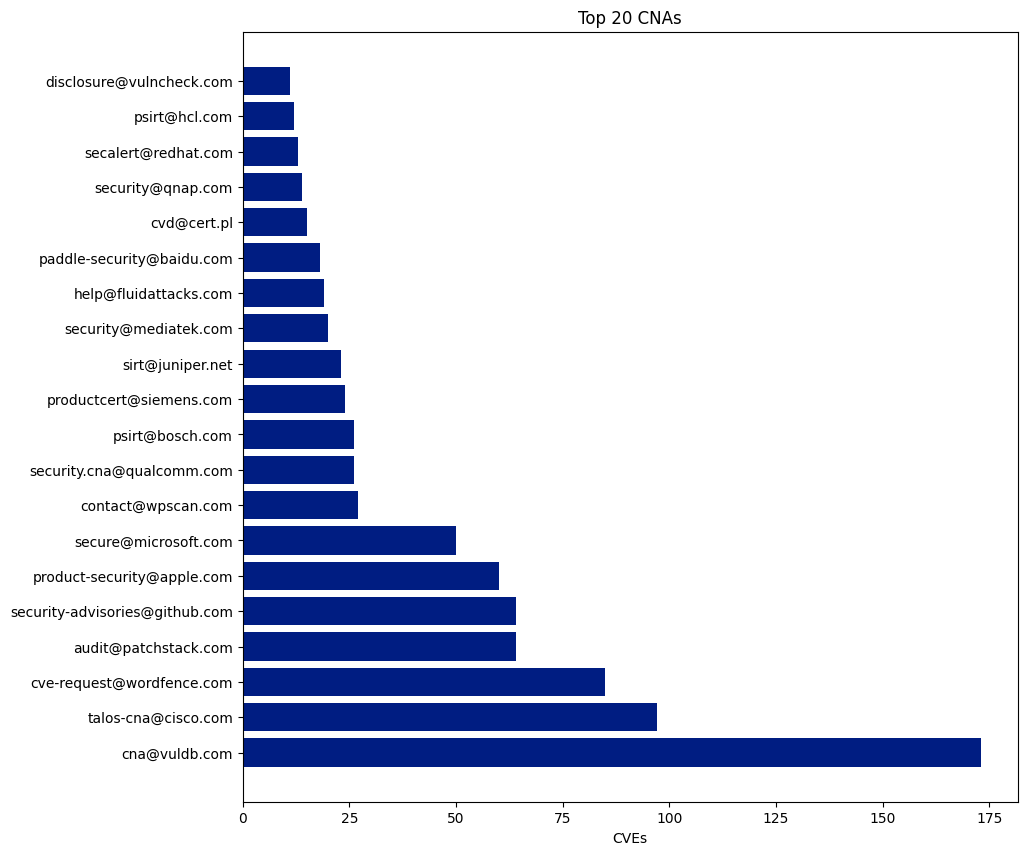 Top 20 CNAs
disclosure@vulncheck.com
psirt@hcl.com
secalert@redhat.com
security@qnap.com
cvd@cert.pl
paddle-security@baidu.com
help@fluidattacks.com
security@mediatek.com
sirt@juniper.net
productcert@siemens.com
psirt@bosch.com
security.cna@qualcomm.com
contact@wpscan.com
secure@microsoft.com
product-security@apple.com
security-advisories@github.com
audit@patchstack.com
cve-request@wordfence.com
talos-cna@cisco.com
cna@vuldb.com
0 25 50 75 100 125 150 175
CVEs